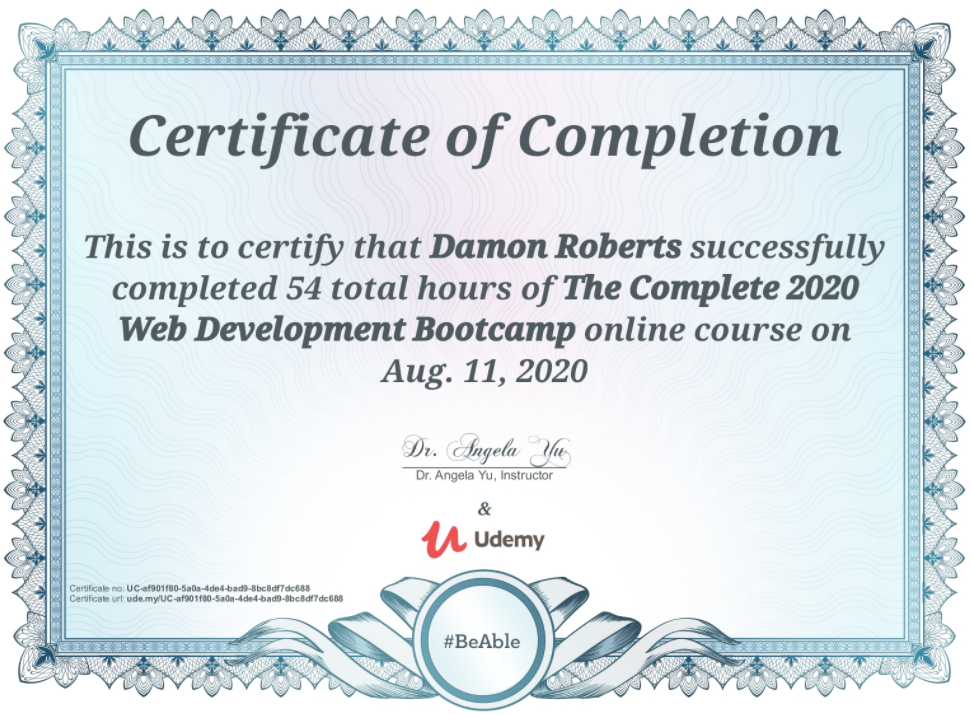 Certificate of Completion
This is to certify that Damon Roberts successfully
completed 54 total hours of The Complete 2020
Web Development Bootcamp online course on
Aug. 11, 2020
Dr. Angela Yu
Dr. Angela Yu, Instructor
&
Udemy
Certificate no: UC-af901f80-5a0a-4de4-bad9-8bc8df7dc688
Certificate url: ude.my/UC-af901f80-5a0a-4de4-bad9-8bc8df7dc688
#BeAble